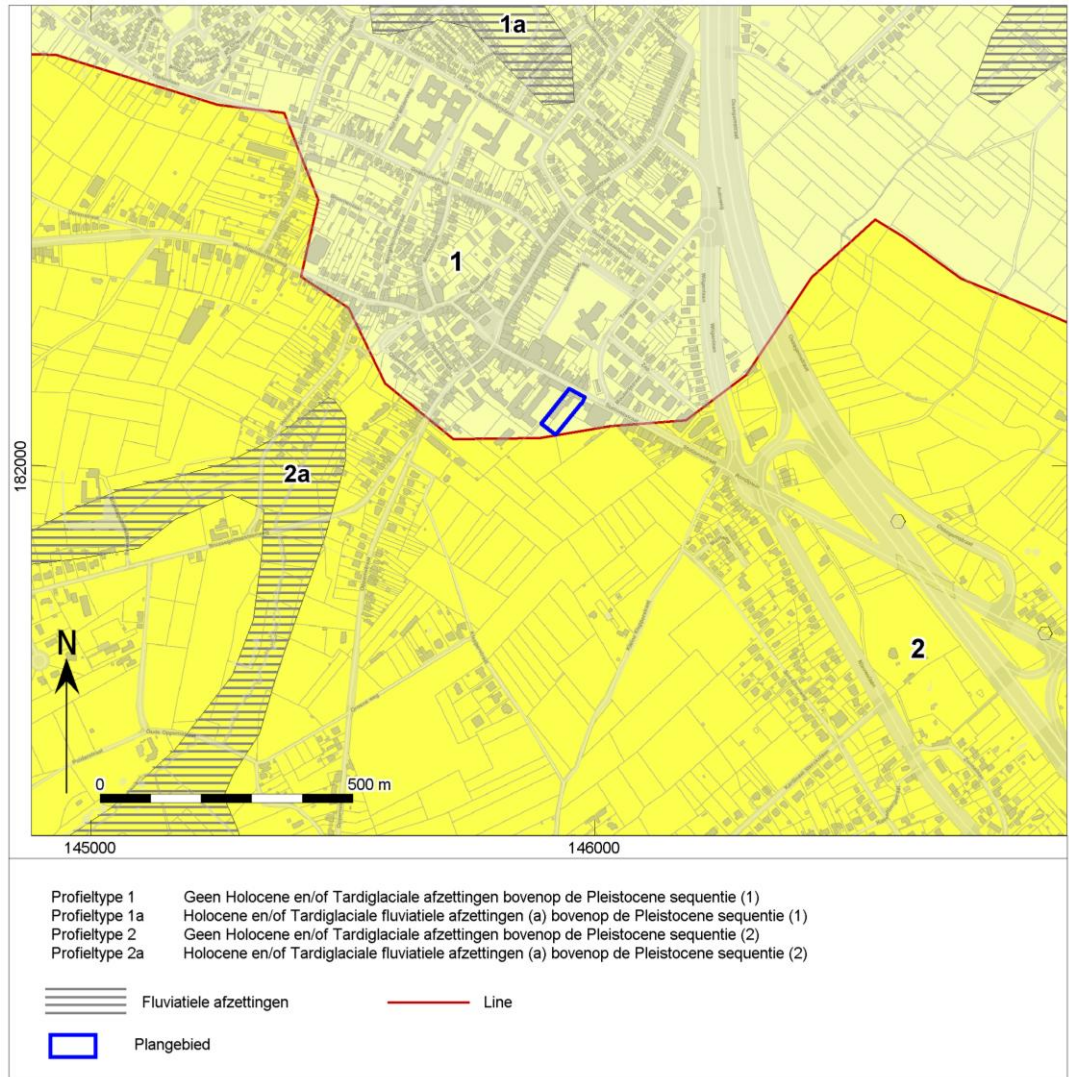 1a
1
182000
2a
2
N
0 500 m
145000 146000
Profieltype 1 Geen Holocene en/of Tardiglaciale afzettingen bovenop de Pleistocene sequentie (1)
Profieltype 1a Holocene en/of Tardiglaciale fluviatiele afzettingen (a) bovenop de Pleistocene sequentie (1)
Profieltype 2 Geen Holocene en/of Tardiglaciale afzettingen bovenop de Pleistocene sequentie (2)
Profieltype 2a Holocene en/of Tardiglaciale fluviatiele afzettingen (a) bovenop de Pleistocene sequentie (2)
Fluviatiele afzettingen Line
Plangebied